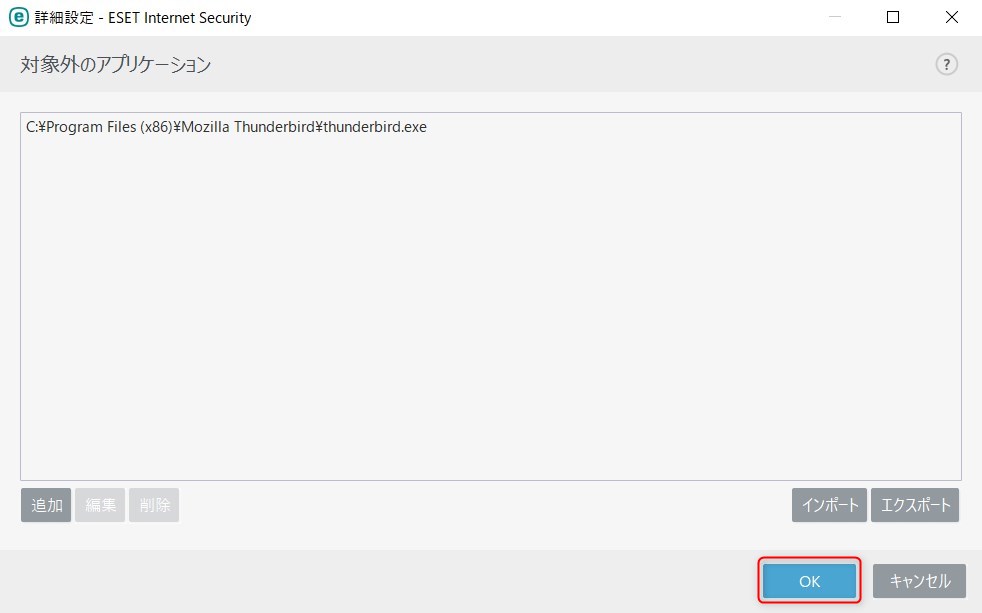 詳細設定 - ESET Internet Security
対象外のアプリケーション
?
C:¥Program Files (x86)¥Mozilla Thunderbird¥thunderbird.exe
追加 編集 削除 インポート エクスポート
OK キャンセル